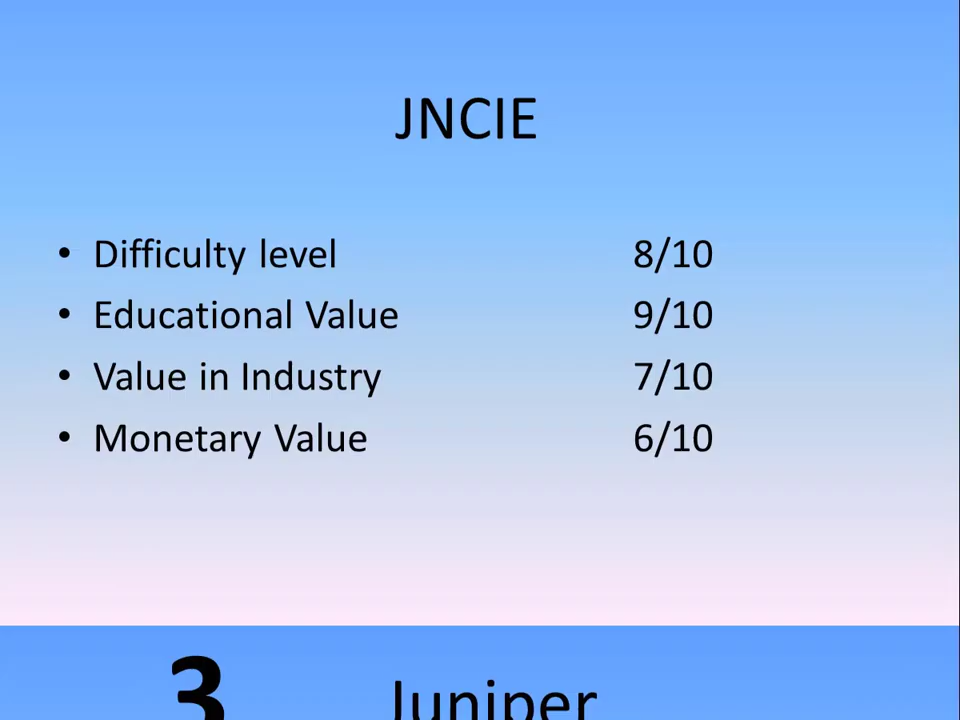 JNCIE
• Difficulty level 8/10
• Educational Value 9/10
• Value in Industry 7/10
• Monetary Value 6/10
3 Juniper